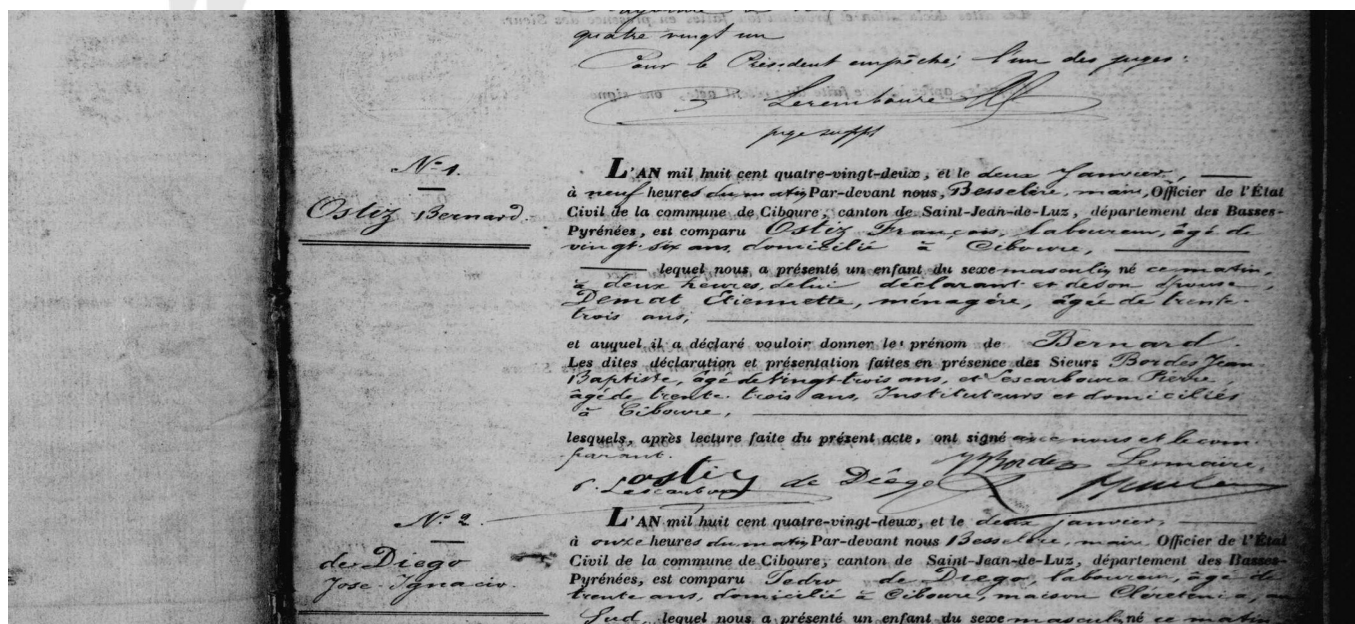 quatre vingt un
Pour le Président empêché, l'un des juges:
Lerembourre
juge suppt
N° 1.
Ostiz Bernard.
L'AN mil huit cent quatre-vingt-deux, et le deux Janvier,
à neuf heures du matin Par-devant nous, Besselère, maire, Officier de l'État
Civil de la commune de Ciboure, canton de Saint-Jean-de-Luz, département des Basses-
Pyrénées, est comparu Ostiz François, laboureur, âgé de
vingt-six ans, domicilié à Ciboure,
lequel nous a présenté un enfant du sexe masculin né ce matin,
à deux heures, de lui déclarant et de son épouse,
Demat Étiennette, ménagère, âgée de trente-
trois ans,
et auquel il a déclaré vouloir donner le prénom de Bernard.
Les dites déclaration et présentation faites en présence des Sieurs Bordes Jean-
Baptiste, âgé de vingt-trois ans, et Lescarboura Pierre,
âgé de trente-trois ans, Instituteurs et domiciliés
à Ciboure,
lesquels, après lecture faite du présent acte, ont signé avec nous et le com-
parant.
Bordes Le maire,
P. Lescarboura ostiz de Diégo
N° 2.
de Diego
Jose-Ignacio.
L'AN mil huit cent quatre-vingt-deux, et le deux janvier,
à onze heures du matin Par-devant nous Besselère, maire, Officier de l'État
Civil de la commune de Ciboure, canton de Saint-Jean-de-Luz, département des Basses-
Pyrénées, est comparu Pedro de Diego, laboureur, âgé de
trente ans, domicilié à Ciboure, maison
Sud, lequel nous a présenté un enfant du sexe masculin né ce matin